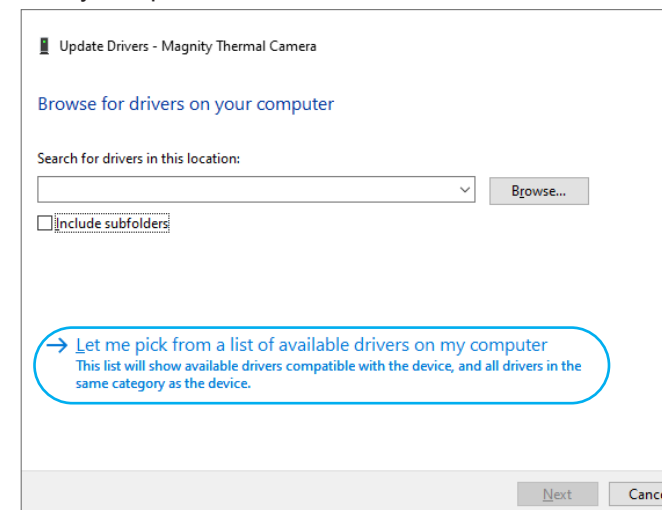 Update Drivers - Magnity Thermal Camera
Browse for drivers on your computer
Search for drivers in this location:
Browse...
Include subfolders
Let me pick from a list of available drivers on my computer
This list will show available drivers compatible with the device, and all drivers in the
same category as the device.
Next
Cance